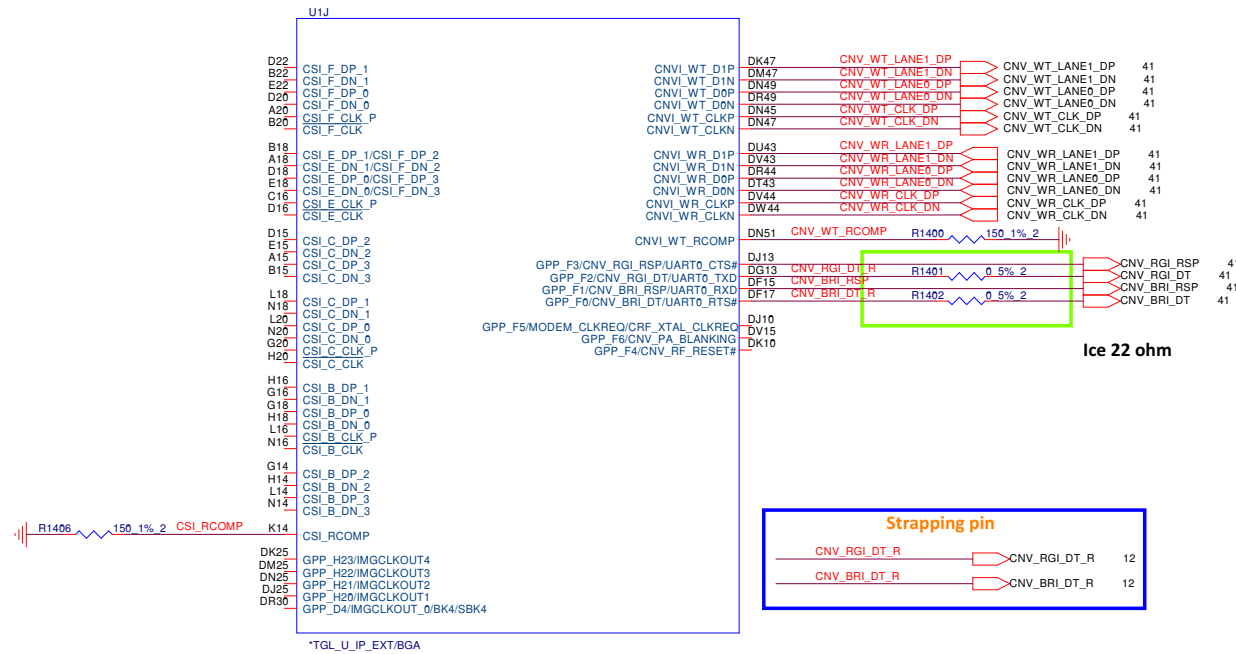 U1J
D22 CSI_F_DP_1
B22 CSI_F_DN_1
E22 CSI_F_DP_0
D20 CSI_F_DN_0
A20 CSI_F_CLK_P
B20 CSI_F_CLK
B18 CSI_E_DP_1/CSI_F_DP_2
A18 CSI_E_DN_1/CSI_F_DN_2
D18 CSI_E_DP_0/CSI_F_DP_3
E18 CSI_E_DN_0/CSI_F_DN_3
C16 CSI_E_CLK_P
D16 CSI_E_CLK
D15 CSI_C_DP_2
E15 CSI_C_DN_2
A15 CSI_C_DP_3
B15 CSI_C_DN_3
L18 CSI_C_DP_1
N18 CSI_C_DN_1
L20 CSI_C_DP_0
N20 CSI_C_DN_0
G20 CSI_C_CLK_P
H20 CSI_C_CLK
H16 CSI_B_DP_1
G16 CSI_B_DN_1
G18 CSI_B_DP_0
H18 CSI_B_DN_0
L16 CSI_B_CLK_P
N16 CSI_B_CLK
G14 CSI_B_DP_2
H14 CSI_B_DN_2
L14 CSI_B_DP_3
N14 CSI_B_DN_3
R1406 150_1%_2 CSI_RCOMP K14 CSI_RCOMP
DK25 GPP_H23/IMGCLKOUT4
DM25 GPP_H22/IMGCLKOUT3
DN25 GPP_H21/IMGCLKOUT2
DJ25 GPP_H20/IMGCLKOUT1
DR30 GPP_D4/IMGCLKOUT_0/BK4/SBK4
*TGL_U_IP_EXT/BGA
CNVI_WT_D1P DK47 CNV_WT_LANE1_DP CNV_WT_LANE1_DP 41
CNVI_WT_D1N DM47 CNV_WT_LANE1_DN CNV_WT_LANE1_DN 41
CNVI_WT_D0P DN49 CNV_WT_LANE0_DP CNV_WT_LANE0_DP 41
CNVI_WT_D0N DR49 CNV_WT_LANE0_DN CNV_WT_LANE0_DN 41
CNVI_WT_CLKP DN45 CNV_WT_CLK_DP CNV_WT_CLK_DP 41
CNVI_WT_CLKN DN47 CNV_WT_CLK_DN CNV_WT_CLK_DN 41
CNVI_WR_D1P DU43 CNV_WR_LANE1_DP CNV_WR_LANE1_DP 41
CNVI_WR_D1N DV43 CNV_WR_LANE1_DN CNV_WR_LANE1_DN 41
CNVI_WR_D0P DR44 CNV_WR_LANE0_DP CNV_WR_LANE0_DP 41
CNVI_WR_D0N DT43 CNV_WR_LANE0_DN CNV_WR_LANE0_DN 41
CNVI_WR_CLKP DV44 CNV_WR_CLK_DP CNV_WR_CLK_DP 41
CNVI_WR_CLKN DW44 CNV_WR_CLK_DN CNV_WR_CLK_DN 41
CNVI_WT_RCOMP DN51 CNV_WT_RCOMP R1400 150_1%_2
GPP_F3/CNV_RGI_RSP/UART0_CTS# DJ13 CNV_RGI_RSP 41
GPP_F2/CNV_RGI_DT/UART0_TXD DG13 CNV_RGI_DT_R R1401 0_5%_2 CNV_RGI_DT 41
GPP_F1/CNV_BRI_RSP/UART0_RXD DF15 CNV_BRI_RSP CNV_BRI_RSP 41
GPP_F0/CNV_BRI_DT/UART0_RTS# DF17 CNV_BRI_DT_R R1402 0_5%_2 CNV_BRI_DT 41
GPP_F5/MODEM_CLKREQ/CRF_XTAL_CLKREQ DJ10
GPP_F6/CNV_PA_BLANKING DV15
GPP_F4/CNV_RF_RESET# DK10
Ice 22 ohm
Strapping pin
CNV_RGI_DT_R CNV_RGI_DT_R 12
CNV_BRI_DT_R CNV_BRI_DT_R 12